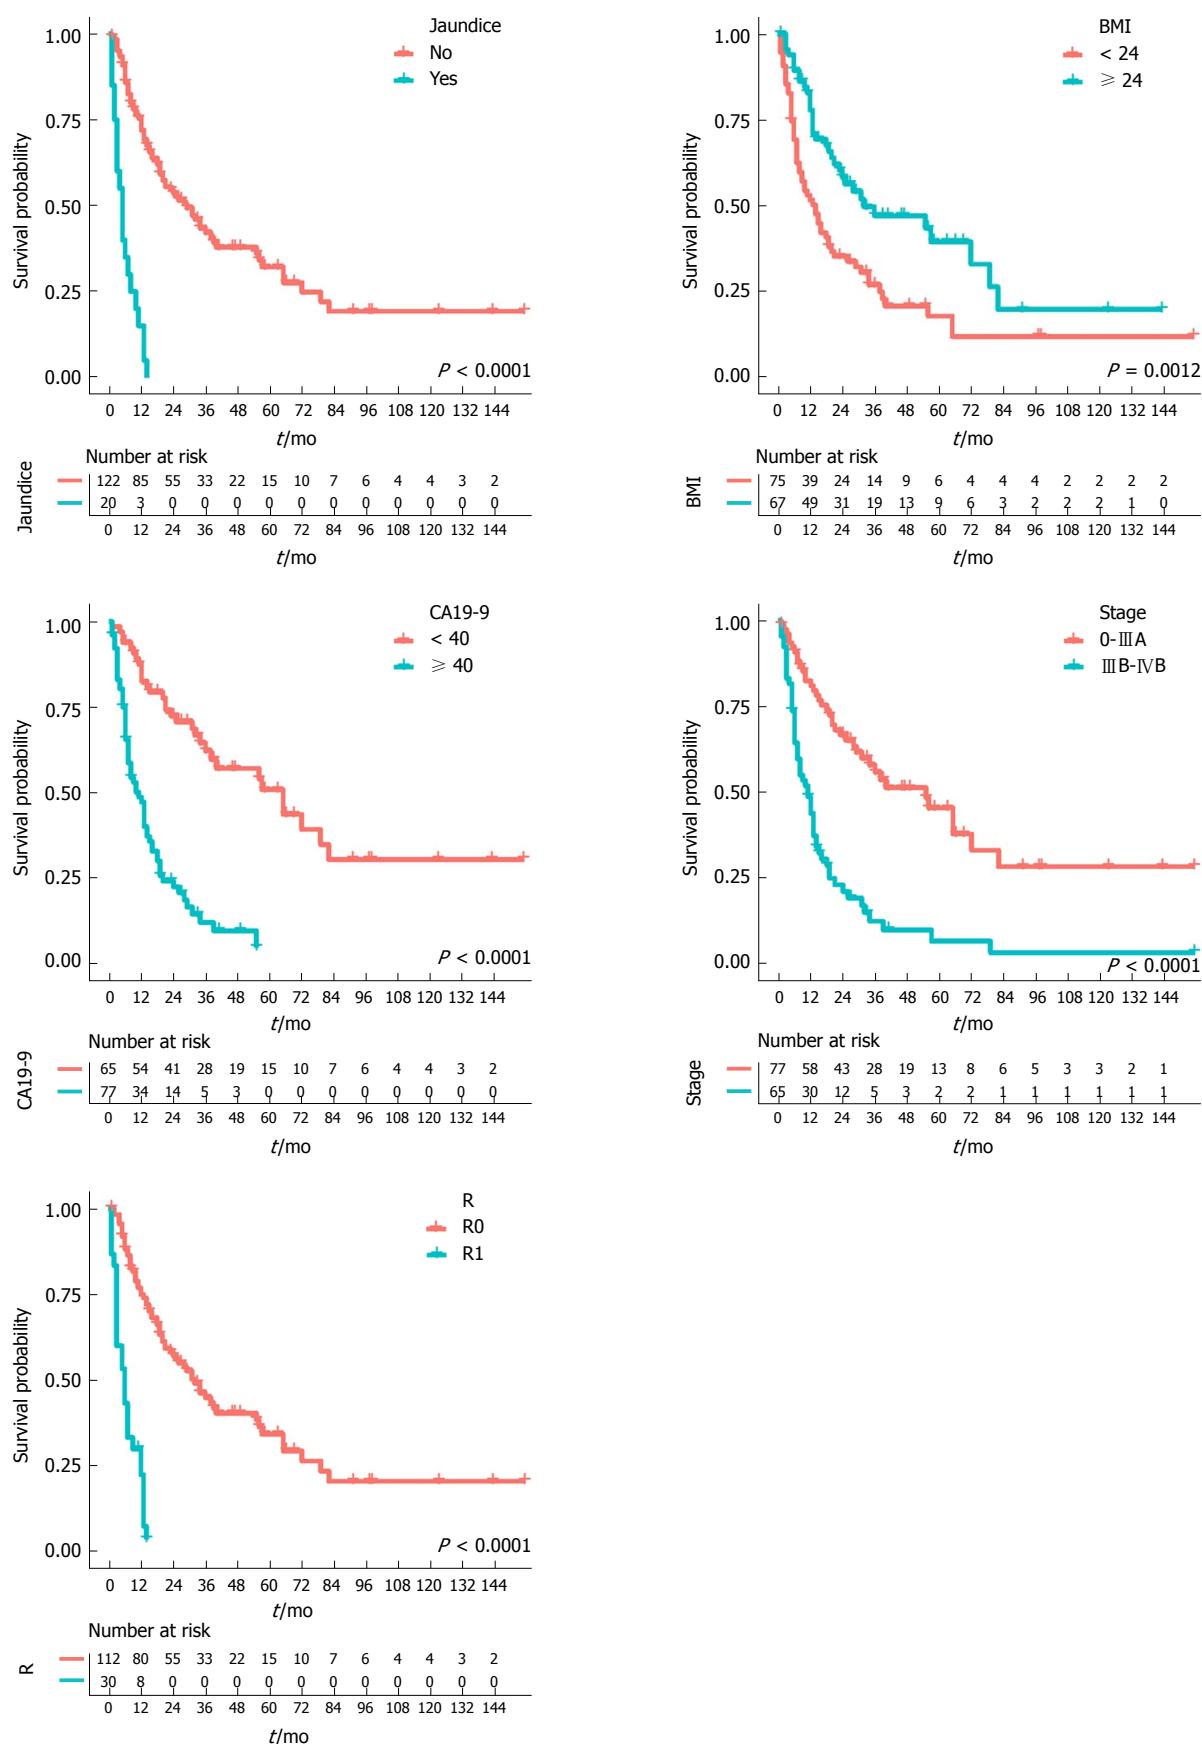 Jaundice
No
Yes
1.00
0.75
0.50
0.25
0.00
Survival probability
P < 0.0001
0 12 24 36 48 60 72 84 96 108 120 132 144
t/mo
Number at risk
Jaundice
122 85 55 33 22 15 10 7 6 4 4 3 2
20 3 0 0 0 0 0 0 0 0 0 0 0
0 12 24 36 48 60 72 84 96 108 120 132 144
t/mo
BMI
< 24
≥ 24
1.00
0.75
0.50
0.25
0.00
Survival probability
P = 0.0012
0 12 24 36 48 60 72 84 96 108 120 132 144
t/mo
Number at risk
BMI
75 39 24 14 9 6 4 4 4 2 2 2 2
67 49 31 19 13 9 6 3 2 2 2 1 0
0 12 24 36 48 60 72 84 96 108 120 132 144
t/mo
CA19-9
< 40
≥ 40
1.00
0.75
0.50
0.25
0.00
Survival probability
P < 0.0001
0 12 24 36 48 60 72 84 96 108 120 132 144
t/mo
Number at risk
CA19-9
65 54 41 28 19 15 10 7 6 4 4 3 2
77 34 14 5 3 0 0 0 0 0 0 0 0
0 12 24 36 48 60 72 84 96 108 120 132 144
t/mo
Stage
0-ⅢA
ⅢB-ⅣB
1.00
0.75
0.50
0.25
0.00
Survival probability
P < 0.0001
0 12 24 36 48 60 72 84 96 108 120 132 144
t/mo
Number at risk
Stage
77 58 43 28 19 13 8 6 5 3 3 2 1
65 30 12 5 3 2 2 1 1 1 1 1 1
0 12 24 36 48 60 72 84 96 108 120 132 144
t/mo
R
R0
R1
1.00
0.75
0.50
0.25
0.00
Survival probability
P < 0.0001
0 12 24 36 48 60 72 84 96 108 120 132 144
t/mo
Number at risk
R
112 80 55 33 22 15 10 7 6 4 4 3 2
30 8 0 0 0 0 0 0 0 0 0 0 0
0 12 24 36 48 60 72 84 96 108 120 132 144
t/mo